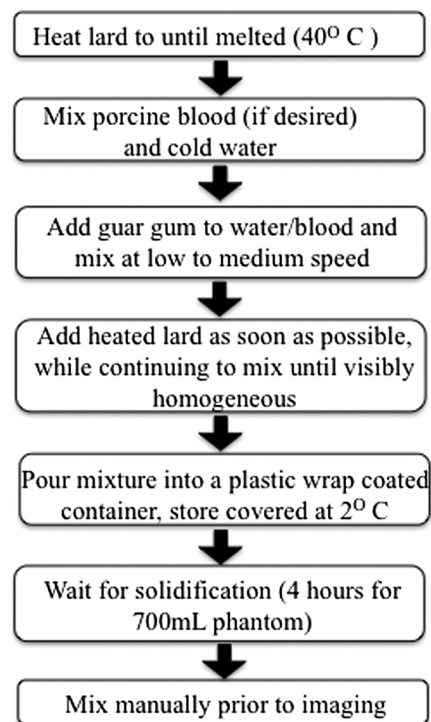 Heat lard to until melted (40⁰ C )
Mix porcine blood (if desired)
and cold water
Add guar gum to water/blood and
mix at low to medium speed
Add heated lard as soon as possible,
while continuing to mix until visibly
homogeneous
Pour mixture into a plastic wrap coated
container, store covered at 2⁰ C
Wait for solidification (4 hours for
700mL phantom)
Mix manually prior to imaging